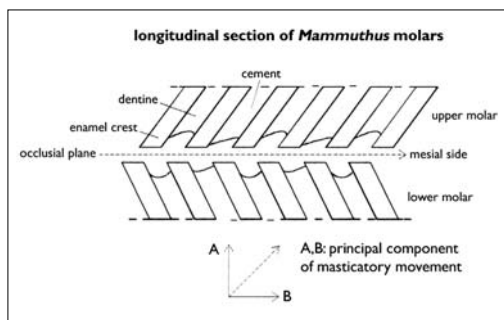 longitudinal section of Mammuthus molars
cement
dentine
enamel crest
upper molar
occlusial plane
mesial side
lower molar
A
B
A,B: principal component
of masticatory movement